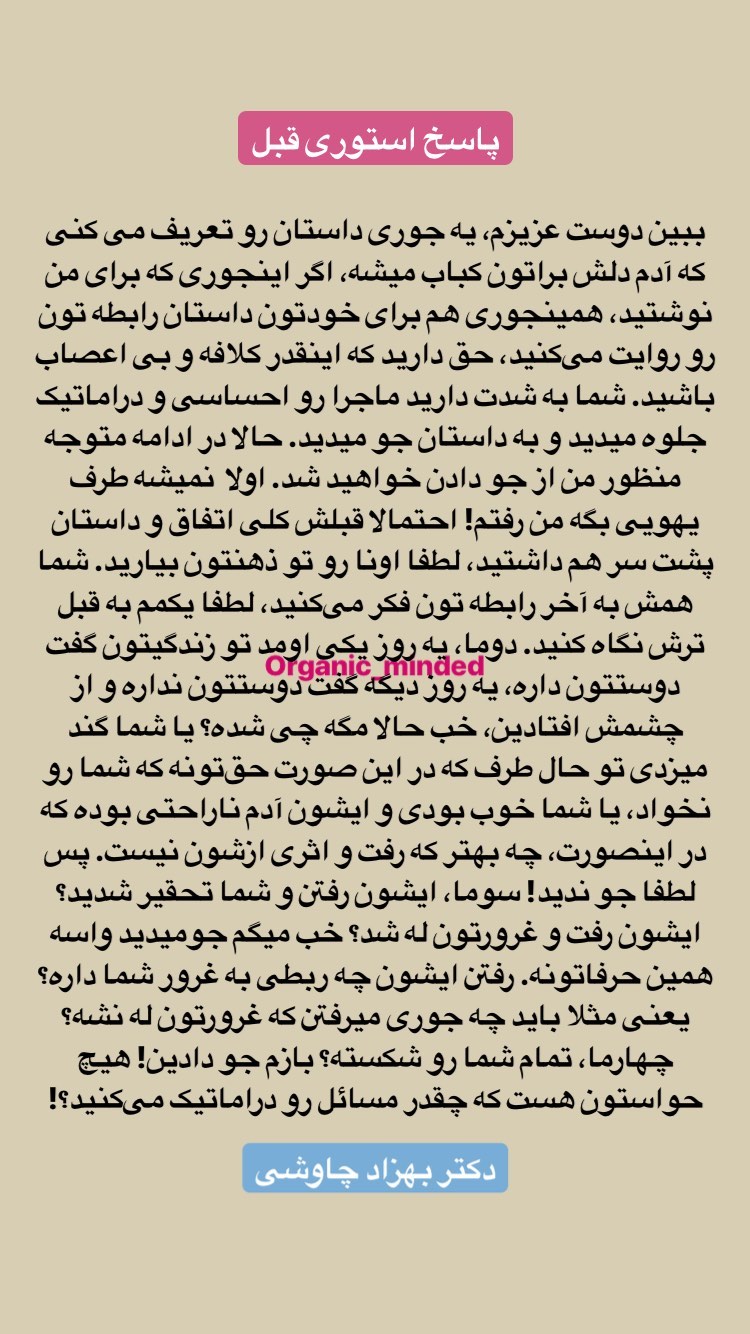 پاسخ استوری قبل
ببین دوست عزیزم، یه جوری داستان رو تعریف می کنی
که آدم دلش براتون کباب میشه، اگر اینجوری که برای من
نوشتید، همینجوری هم برای خودتون داستان رابطه تون
رو روایت می‌کنید، حق دارید که اینقدر کلافه و بی اعصاب
باشید. شما به شدت دارید ماجرا رو احساسی و دراماتیک
جلوه میدید و به داستان جو میدید. حالا در ادامه متوجه
منظور من از جو دادن خواهید شد. اولا نمیشه طرف
یهویی بگه من رفتم! احتمالا قبلش کلی اتفاق و داستان
پشت سر هم داشتید، لطفا اونا رو تو ذهنتون بیارید. شما
همش به آخر رابطه تون فکر می‌کنید، لطفا یکمم به قبل
ترش نگاه کنید. دوما، یه روز یکی اومد تو زندگیتون گفت
Organic_minded
دوستتون داره، یه روز دیگه گفت دوستتون نداره و از
چشمش افتادین، خب حالا مگه چی شده؟ یا شما گند
میزدی تو حال طرف که در این صورت حق‌تونه که شما رو
نخواد، یا شما خوب بودی و ایشون آدم ناراحتی بوده که
در اینصورت، چه بهتر که رفت و اثری ازشون نیست. پس
لطفا جو ندید! سوما، ایشون رفتن و شما تحقیر شدید؟
ایشون رفت و غرورتون له شد؟ خب میگم جومیدید واسه
همین حرفاتونه. رفتن ایشون چه ربطی به غرور شما داره؟
یعنی مثلا باید چه جوری میرفتن که غرورتون له نشه؟
چهارما، تمام شما رو شکسته؟ بازم جو دادین! هیچ
حواستون هست که چقدر مسائل رو دراماتیک می‌کنید؟!
دکتر بهزاد چاوشی